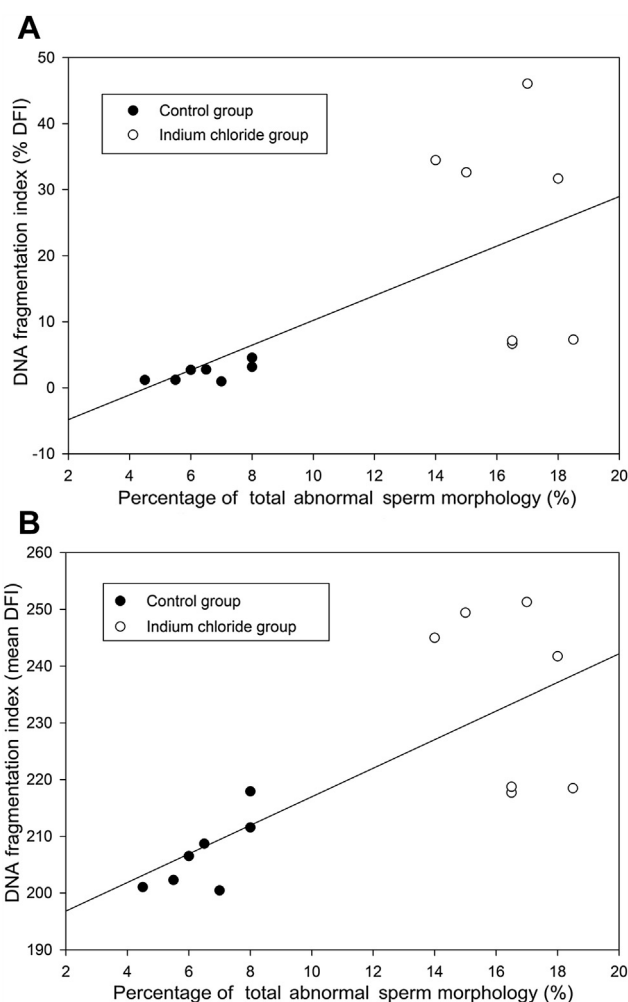 A
50
40
30
20
10
0
-10
DNA fragmentation index (% DFI)
Control group
Indium chloride group
2 4 6 8 10 12 14 16 18 20
Percentage of total abnormal sperm morphology (%)
B
260
250
240
230
220
210
200
190
DNA fragmentation index (mean DFI)
Control group
Indium chloride group
2 4 6 8 10 12 14 16 18 20
Percentage of total abnormal sperm morphology (%)